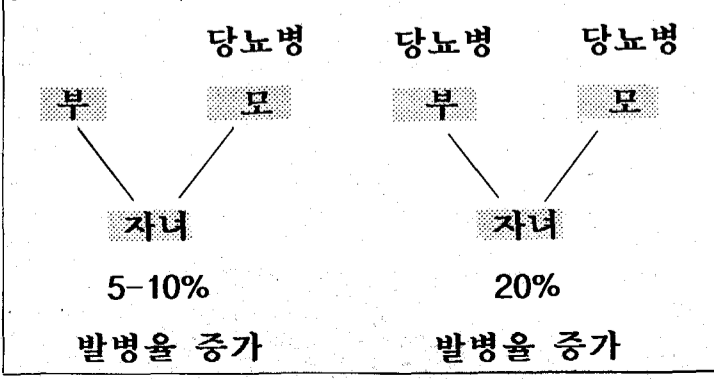 당뇨병 당뇨병 당뇨병
부 모 부 모
자녀 자녀
5-10% 20%
발병율 증가 발병율 증가